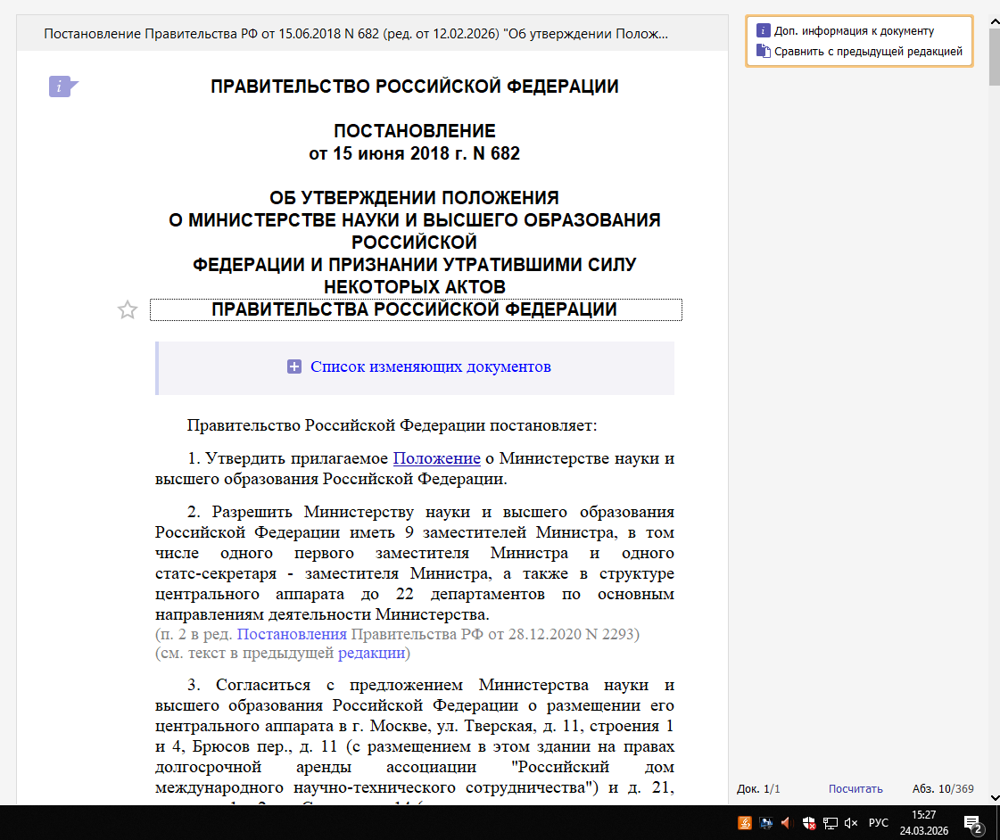 Постановление Правительства РФ от 15.06.2018 N 682 (ред. от 12.02.2026) "Об утверждении Полож...
Доп. информация к документу
Сравнить с предыдущей редакцией
ПРАВИТЕЛЬСТВО РОССИЙСКОЙ ФЕДЕРАЦИИ
ПОСТАНОВЛЕНИЕ
от 15 июня 2018 г. N 682
ОБ УТВЕРЖДЕНИИ ПОЛОЖЕНИЯ
О МИНИСТЕРСТВЕ НАУКИ И ВЫСШЕГО ОБРАЗОВАНИЯ
РОССИЙСКОЙ
ФЕДЕРАЦИИ И ПРИЗНАНИИ УТРАТИВШИМИ СИЛУ
НЕКОТОРЫХ АКТОВ
ПРАВИТЕЛЬСТВА РОССИЙСКОЙ ФЕДЕРАЦИИ
Список изменяющих документов
Правительство Российской Федерации постановляет:
1. Утвердить прилагаемое Положение о Министерстве науки и
высшего образования Российской Федерации.
2. Разрешить Министерству науки и высшего образования
Российской Федерации иметь 9 заместителей Министра, в том
числе одного первого заместителя Министра и одного
статс-секретаря - заместителя Министра, а также в структуре
центрального аппарата до 22 департаментов по основным
направлениям деятельности Министерства.
(п. 2 в ред. Постановления Правительства РФ от 28.12.2020 N 2293)
(см. текст в предыдущей редакции)
3. Согласиться с предложением Министерства науки и
высшего образования Российской Федерации о размещении его
центрального аппарата в г. Москве, ул. Тверская, д. 11, строения 1
и 4, Брюсов пер., д. 11 (с размещением в этом здании на правах
долгосрочной аренды ассоциации "Российский дом
международного научно-технического сотрудничества") и д. 21,
Док. 1/1 Посчитать Абз. 10/369
РУС
15:27
24.03.2026
2